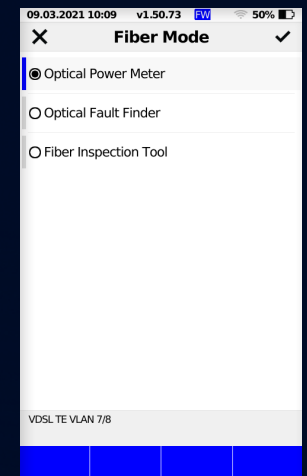 09.03.2021 10:09 v1.50.73 FW 50%
Fiber Mode
Optical Power Meter
Optical Fault Finder
Fiber Inspection Tool
VDSL TE VLAN 7/8